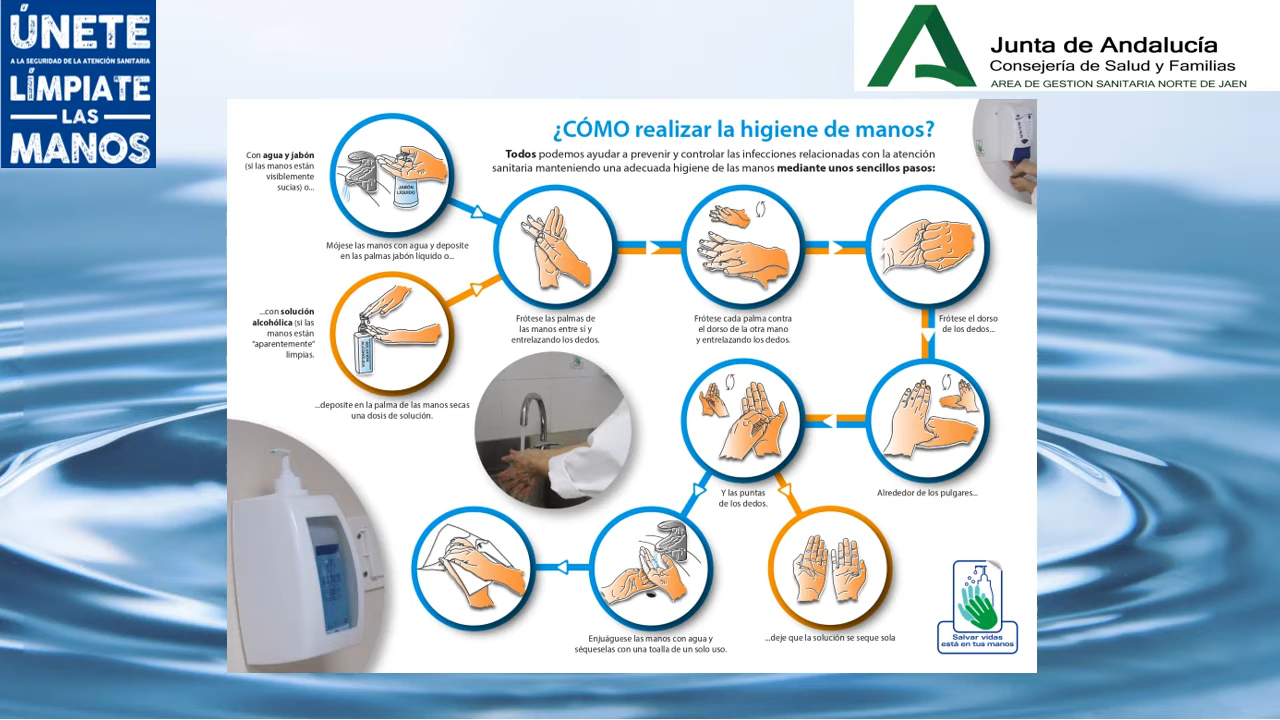 ÚNETE
A LA SEGURIDAD DE LA ATENCIÓN SANITARIA
LÍMPIATE
LAS
MANOS
Junta de Andalucía
Consejería de Salud y Familias
AREA DE GESTION SANITARIA NORTE DE JAEN
¿CÓMO realizar la higiene de manos?
Todos podemos ayudar a prevenir y controlar las infecciones relacionadas con la atención
sanitaria manteniendo una adecuada higiene de las manos mediante unos sencillos pasos:
Con agua y jabón
(si las manos están
visiblemente
sucias) o...
JABÓN
LÍQUIDO
Mójese las manos con agua y deposite
en las palmas jabón líquido o...
...con solución
alcohólica (si las
manos están
"aparentemente"
limpias.
...deposite en la palma de las manos secas
una dosis de solución.
Frótese las palmas de
las manos entre sí y
entrelazando los dedos.
Frótese cada palma contra
el dorso de la otra mano
y entrelazando los dedos.
Frótese el dorso
de los dedos...
Alrededor de los pulgares...
Y las puntas
de los dedos.
Enjuáguese las manos con agua y
séqueselas con una toalla de un solo uso.
...deje que la solución se seque sola
Salvar vidas
está en tus manos